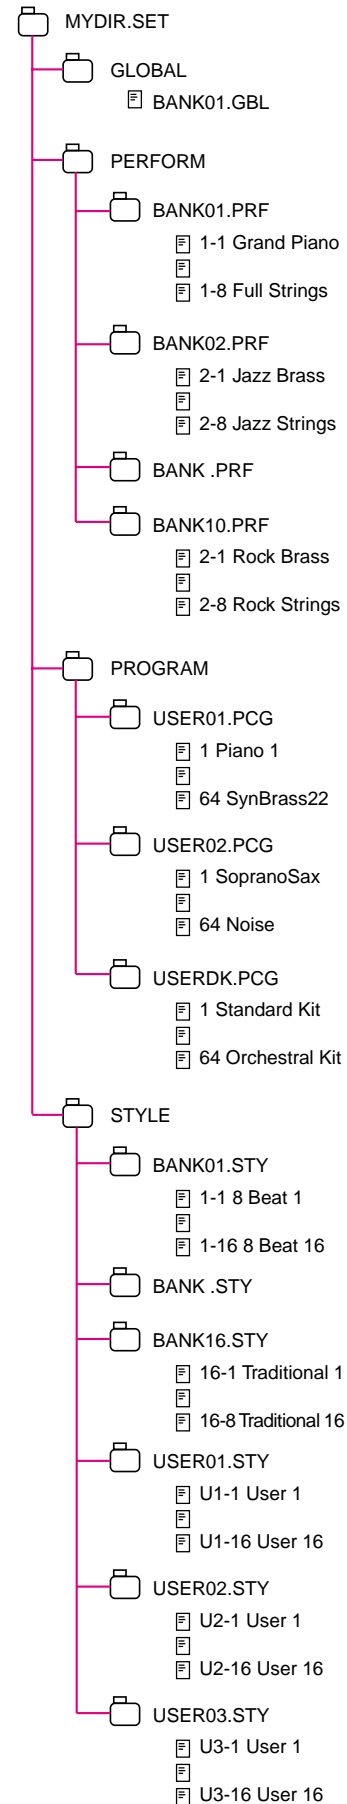 MYDIR.SET
GLOBAL
BANK01.GBL
PERFORM
BANK01.PRF
1-1 Grand Piano
1-8 Full Strings
BANK02.PRF
2-1 Jazz Brass
2-8 Jazz Strings
BANK .PRF
BANK10.PRF
2-1 Rock Brass
2-8 Rock Strings
PROGRAM
USER01.PCG
1 Piano 1
64 SynBrass22
USER02.PCG
1 SopranoSax
64 Noise
USERDK.PCG
1 Standard Kit
64 Orchestral Kit
STYLE
BANK01.STY
1-1 8 Beat 1
1-16 8 Beat 16
BANK .STY
BANK16.STY
16-1 Traditional 1
16-8 Traditional 16
USER01.STY
U1-1 User 1
U1-16 User 16
USER02.STY
U2-1 User 1
U2-16 User 16
USER03.STY
U3-1 User 1
U3-16 User 16